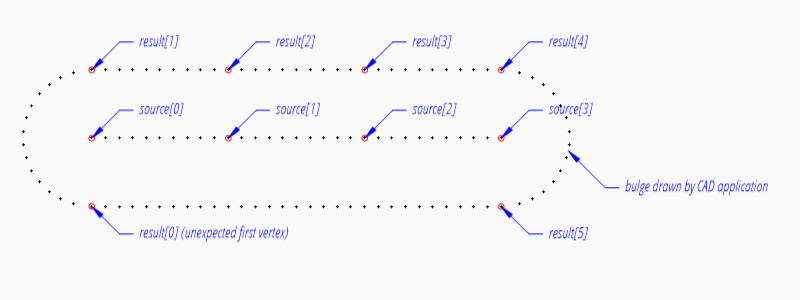 result[1]
result[2]
result[3]
result[4]
source[0]
source[1]
source[2]
source[3]
bulge drawn by CAD application
result[0] (unexpected first vertex)
result[5]